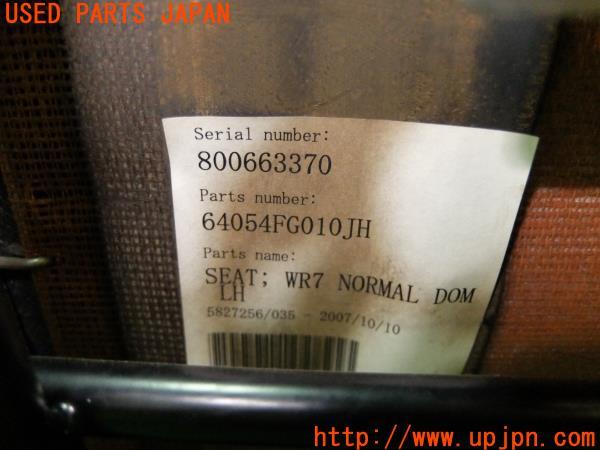 USED PARTS JAPAN
Serial number:
800663370
Parts number:
64054FG010JH
Parts name:
SEAT; WR7 NORMAL DOM
LH
5827256/035 - 2007/10/10
http://www.upjpn.com